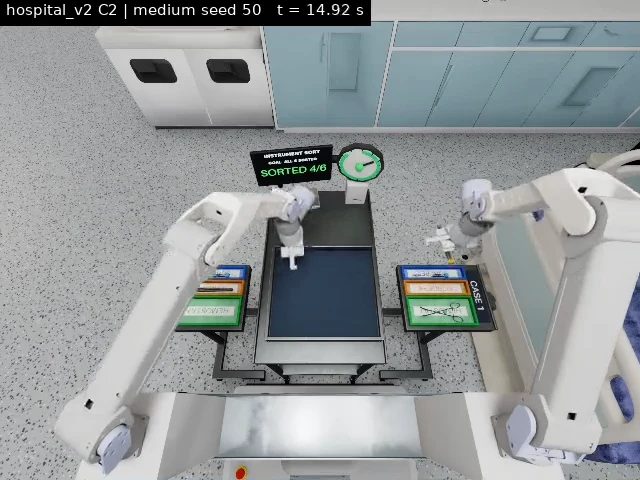 hospital_v2 C2 | medium seed 50 t = 14.92 s
INSTRUMENT SORT
GOAL ALL 6 SORTED
SORTED 4/6
CASE 1